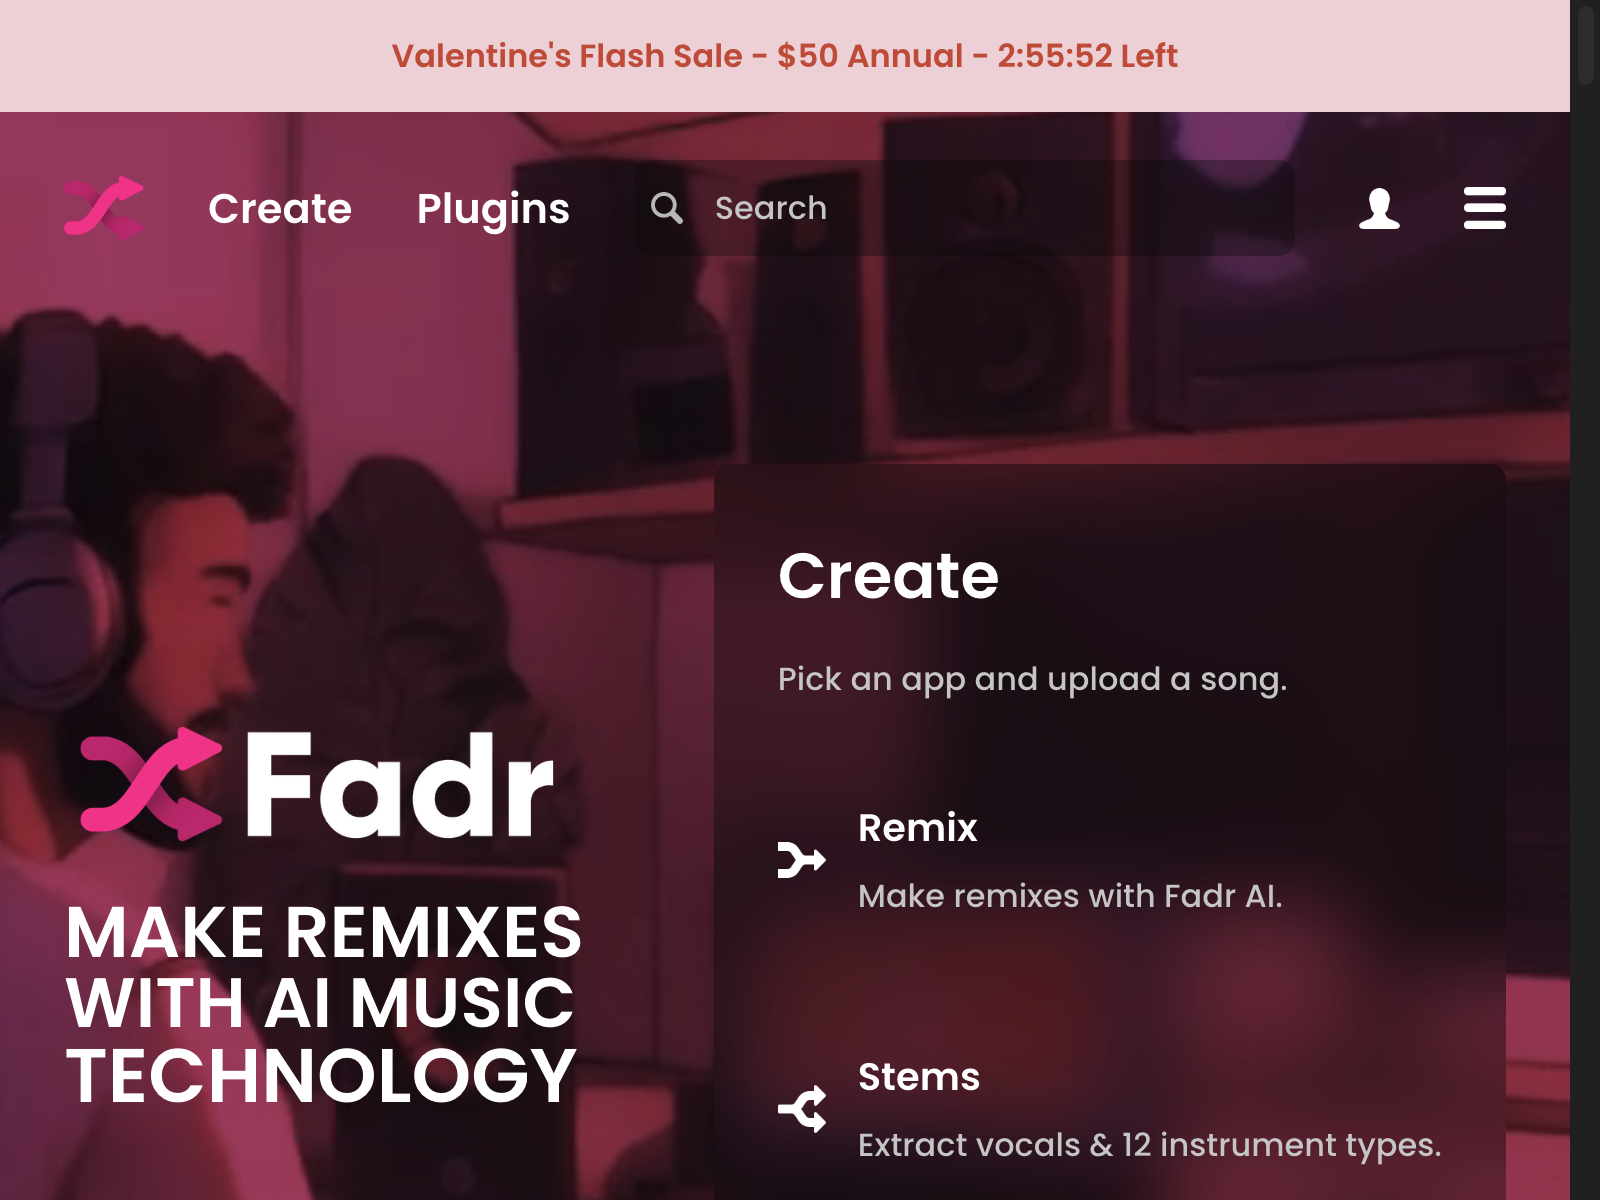 Valentine's Flash Sale - $50 Annual - 2:55:52 Left
Create
Plugins
Search
Fadr
MAKE REMIXES
WITH AI MUSIC
TECHNOLOGY
Create
Pick an app and upload a song.
Remix
Make remixes with Fadr AI.
Stems
Extract vocals & 12 instrument types.